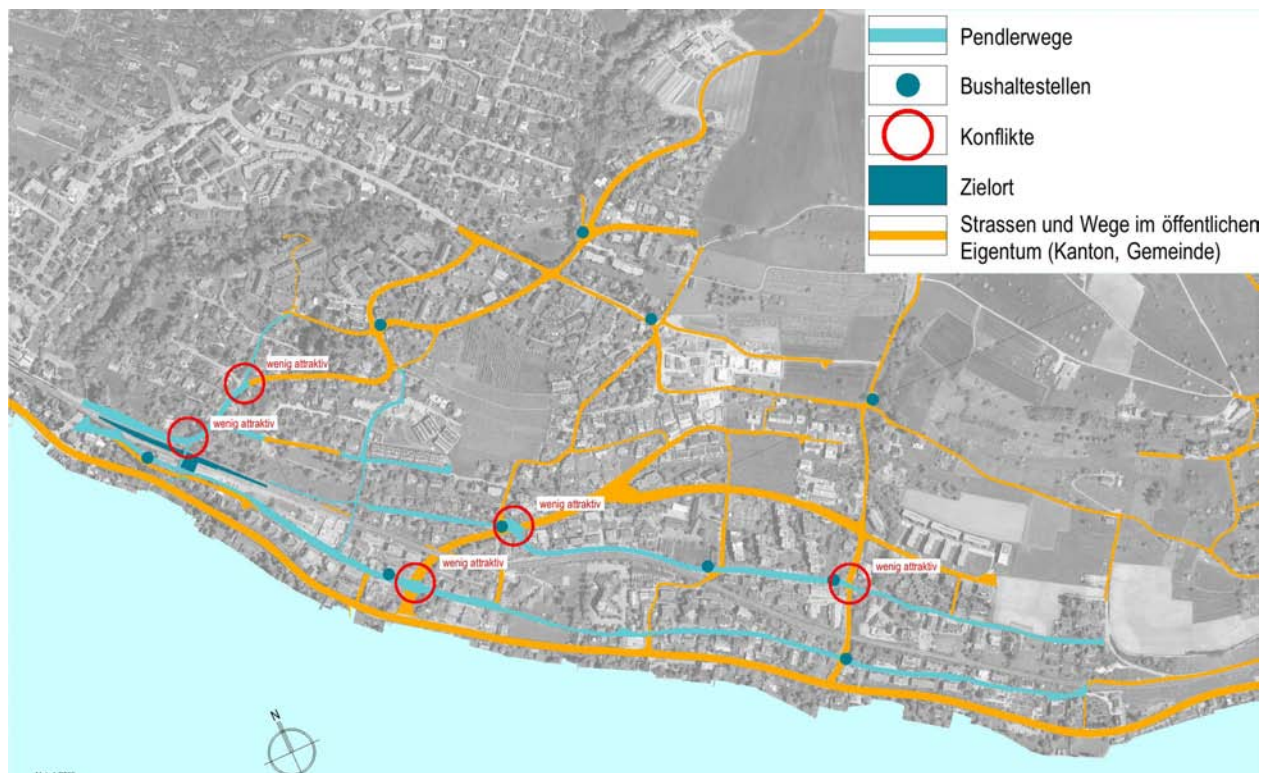 Pendlerwege
Bushaltestellen
Konflikte
Zielort
Strassen und Wege im öffentlichen
Eigentum (Kanton, Gemeinde)
wenig attraktiv
wenig attraktiv
wenig attraktiv
wenig attraktiv
wenig attraktiv
N